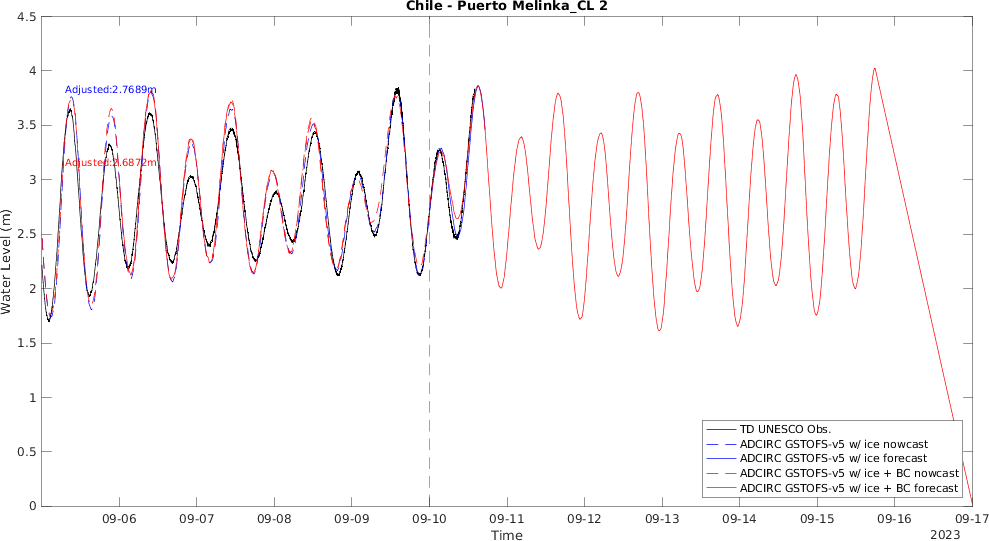 Chile - Puerto Melinka_CL 2
4.5
4
3.5
3
2.5
2
1.5
1
0.5
0
Water Level (m)
Adjusted:2.7689m
Adjusted:2.6872m
TD UNESCO Obs.
ADCIRC GSTOFS-v5 w/ ice nowcast
ADCIRC GSTOFS-v5 w/ ice forecast
ADCIRC GSTOFS-v5 w/ ice + BC nowcast
ADCIRC GSTOFS-v5 w/ ice + BC forecast
09-06 09-07 09-08 09-09 09-10 09-11 09-12 09-13 09-14 09-15 09-16 09-17
Time
2023